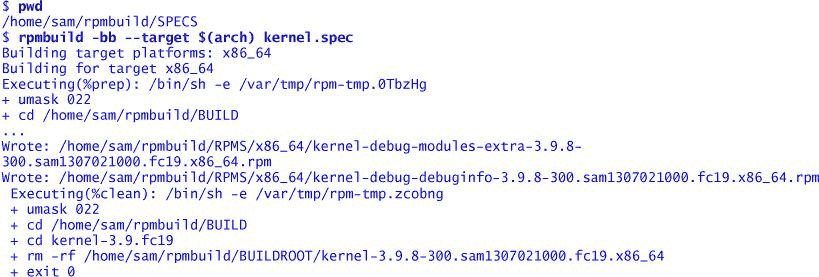 $ pwd
/home/sam/rpmbuild/SPECS
$ rpmbuild -bb --target $(arch) kernel.spec
Building target platforms: x86_64
Building for target x86_64
Executing(%prep): /bin/sh -e /var/tmp/rpm-tmp.0TbzHg
+ umask 022
+ cd /home/sam/rpmbuild/BUILD
...
Wrote: /home/sam/rpmbuild/RPMS/x86_64/kernel-debug-modules-extra-3.9.8-
300.sam1307021000.fc19.x86_64.rpm
Wrote: /home/sam/rpmbuild/RPMS/x86_64/kernel-debug-debuginfo-3.9.8-300.sam1307021000.fc19.x86_64.rpm
Executing(%clean): /bin/sh -e /var/tmp/rpm-tmp.zcobng
+ umask 022
+ cd /home/sam/rpmbuild/BUILD
+ cd kernel-3.9.fc19
+ rm -rf /home/sam/rpmbuild/BUILDROOT/kernel-3.9.8-300.sam1307021000.fc19.x86_64
+ exit 0